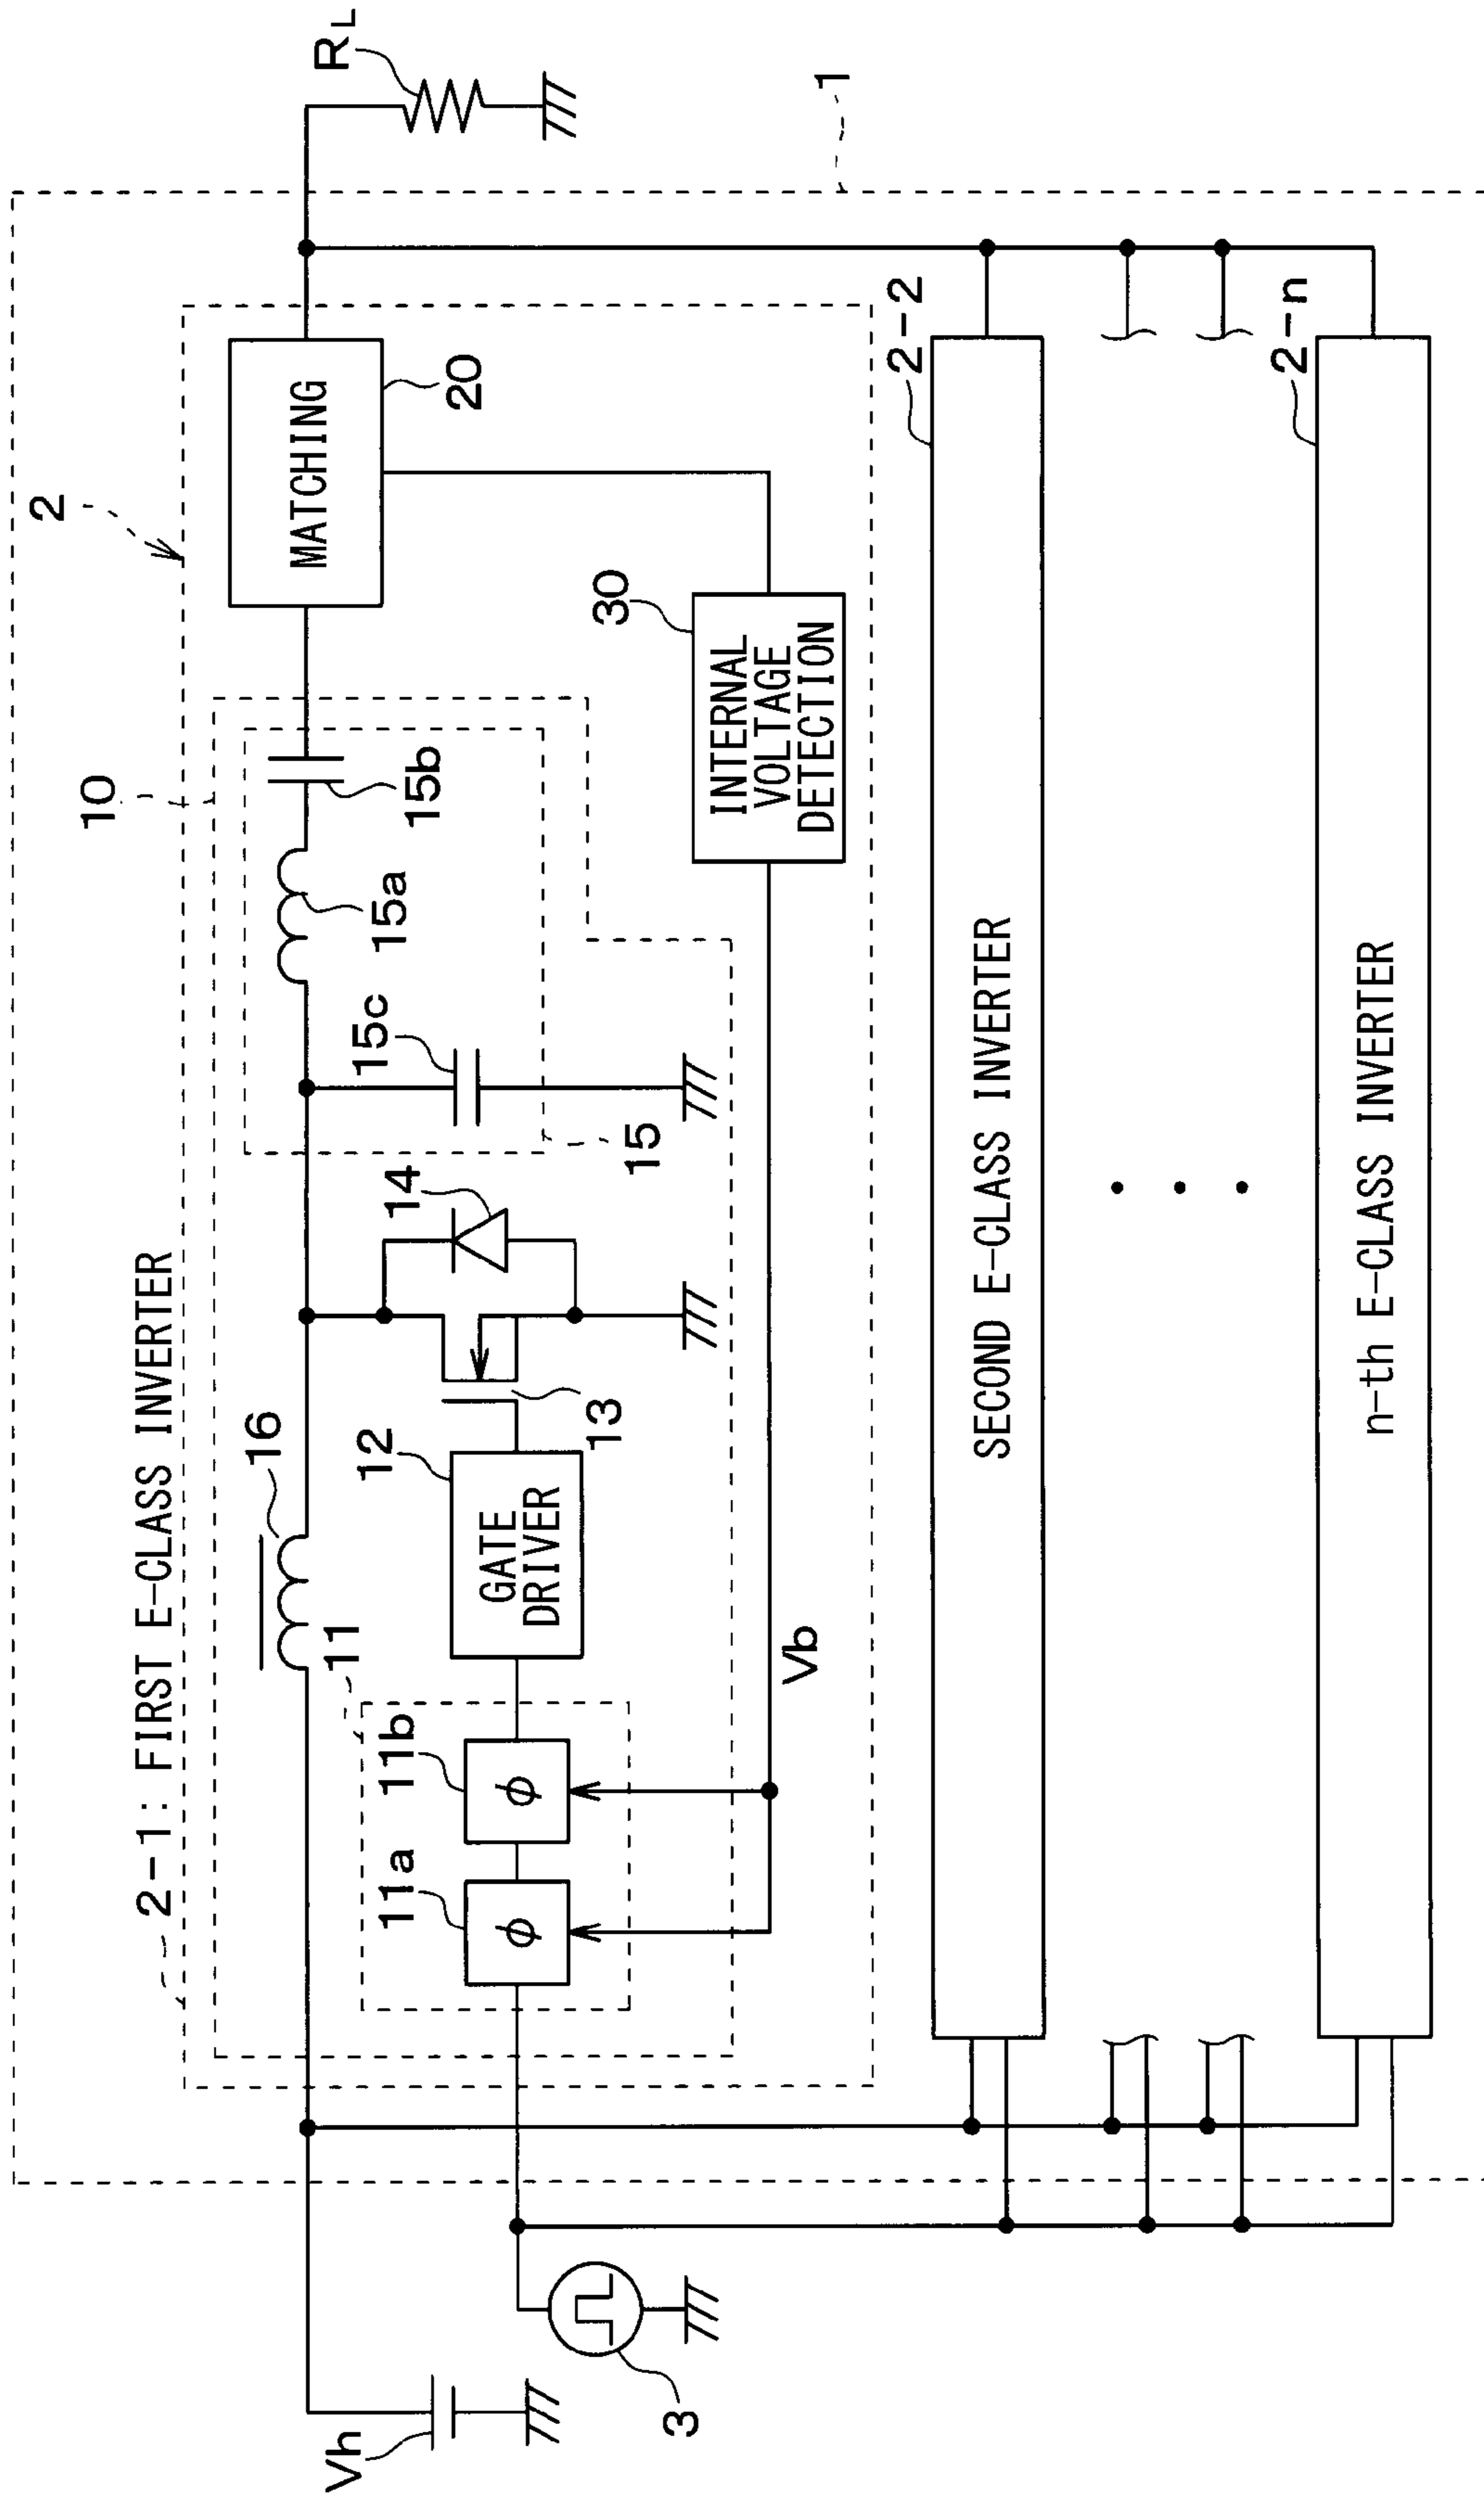 1
2
2-1: FIRST E-CLASS INVERTER
10
Vh
16
RL
11
11a
11b
12
GATE
DRIVER
13
14
15
15c
15a
15b
MATCHING
20
3
ϕ
ϕ
30
INTERNAL
VOLTAGE
DETECTION
Vb
2-2
SECOND E-CLASS INVERTER
2-n
n-th E-CLASS INVERTER